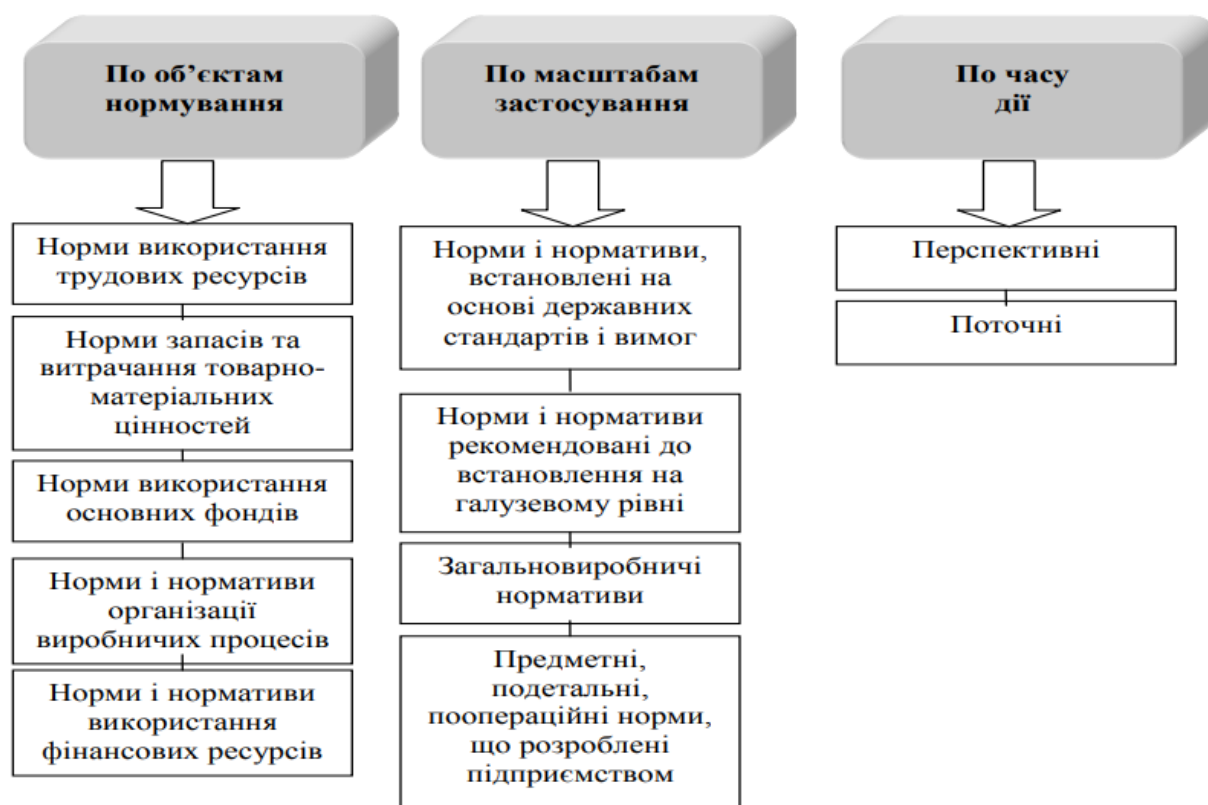 По об’єктам
нормування
Норми використання
трудових ресурсів
Норми запасів та
витрачання товарно-
матеріальних
цінностей
Норми використання
основних фондів
Норми і нормативи
організації
виробничих процесів
Норми і нормативи
використання
фінансових ресурсів
По масштабам
застосування
Норми і нормативи,
встановлені на
основі державних
стандартів і вимог
Норми і нормативи
рекомендовані до
встановлення на
галузевому рівні
Загальновиробничі
нормативи
Предметні,
подетальні,
поопераційні норми,
що розроблені
підприємством
По часу
дії
Перспективні
Поточні